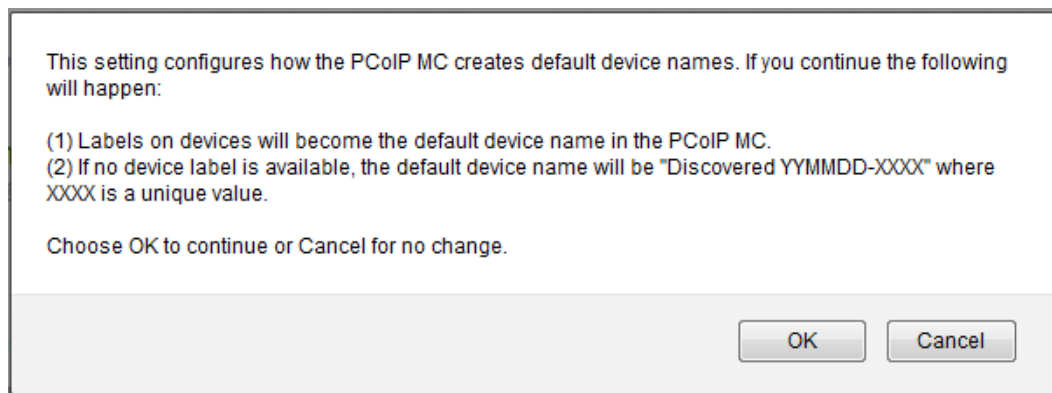 This setting configures how the PCoIP MC creates default device names. If you continue the following
will happen:
(1) Labels on devices will become the default device name in the PCoIP MC.
(2) If no device label is available, the default device name will be "Discovered YYMMDD-XXXX" where
XXXX is a unique value.
Choose OK to continue or Cancel for no change.
OK
Cancel